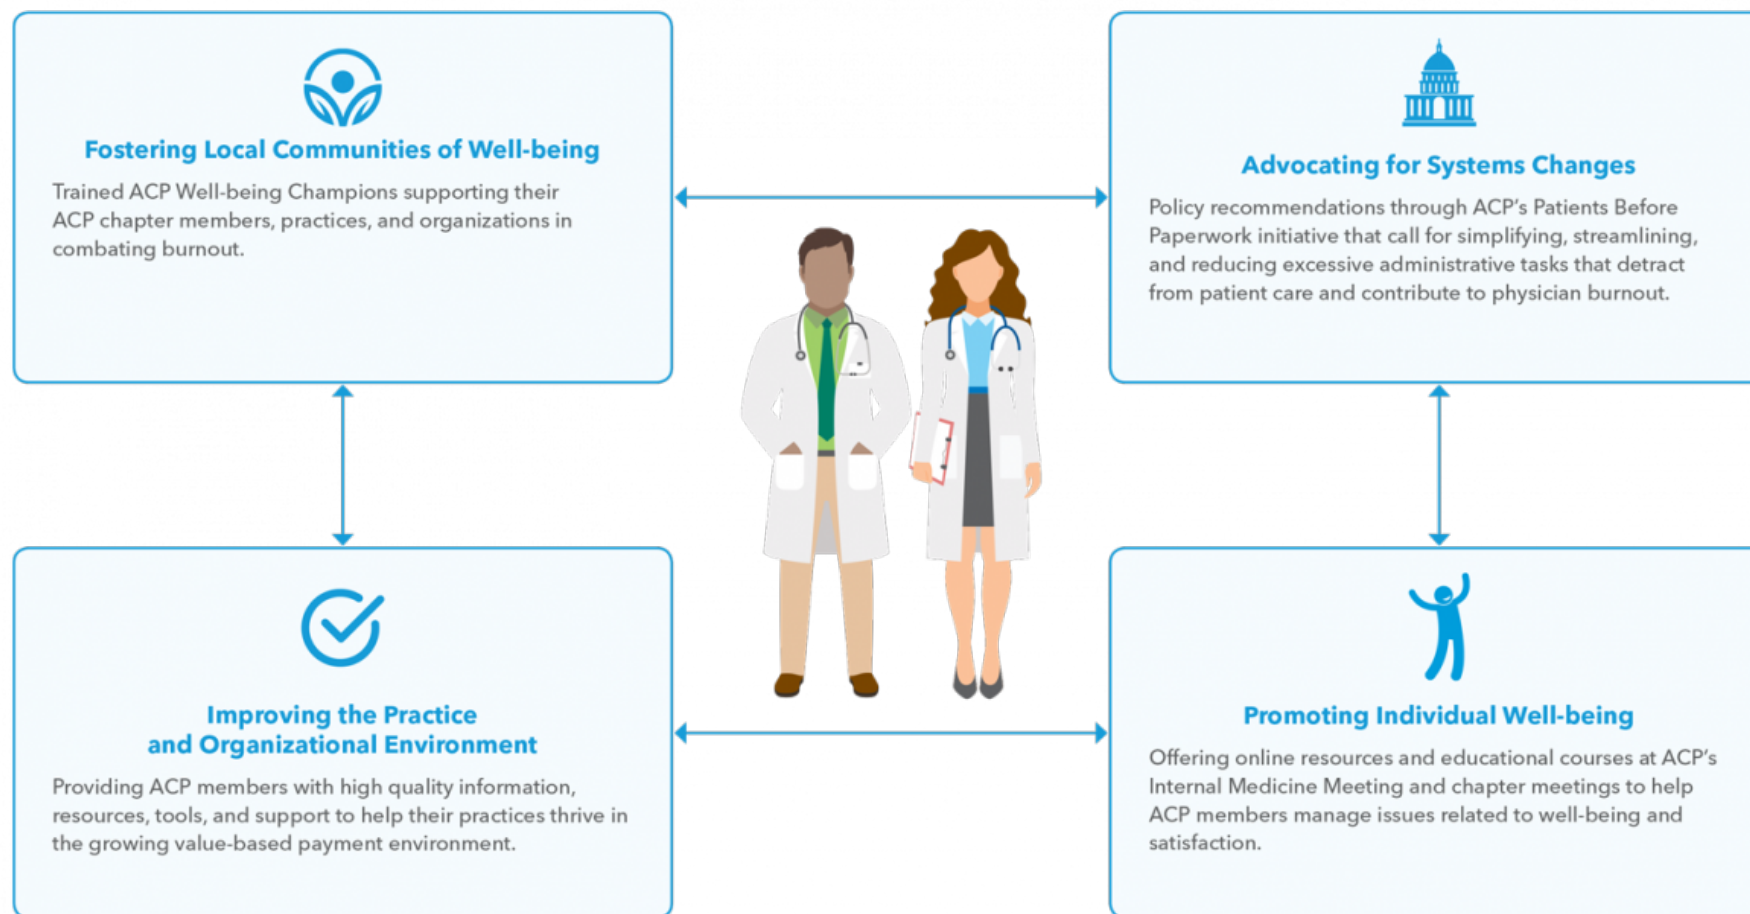 Fostering Local Communities of Well-being
Trained ACP Well-being Champions supporting their
ACP chapter members, practices, and organizations in
combating burnout.
Advocating for Systems Changes
Policy recommendations through ACP's Patients Before
Paperwork initiative that call for simplifying, streamlining,
and reducing excessive administrative tasks that detract
from patient care and contribute to physician burnout.
Improving the Practice
and Organizational Environment
Providing ACP members with high quality information,
resources, tools, and support to help their practices thrive in
the growing value-based payment environment.
Promoting Individual Well-being
Offering online resources and educational courses at ACP's
Internal Medicine Meeting and chapter meetings to help
ACP members manage issues related to well-being and
satisfaction.